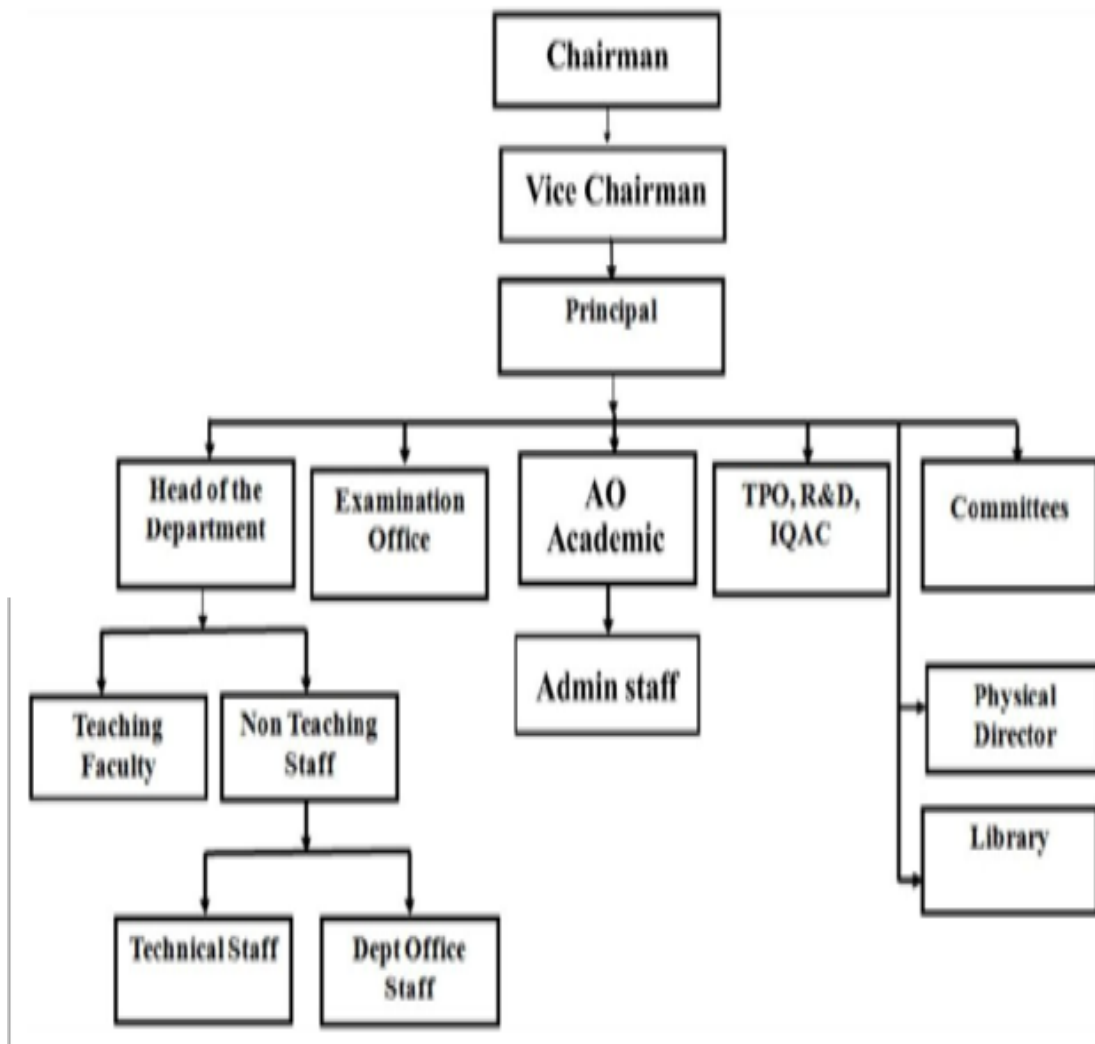 Chairman
Vice Chairman
Principal
Head of the
Department
Examination
Office
AO
Academic
TPO, R&D,
IQAC
Committees
Admin staff
Teaching
Faculty
Non Teaching
Staff
Physical
Director
Library
Technical Staff
Dept Office
Staff